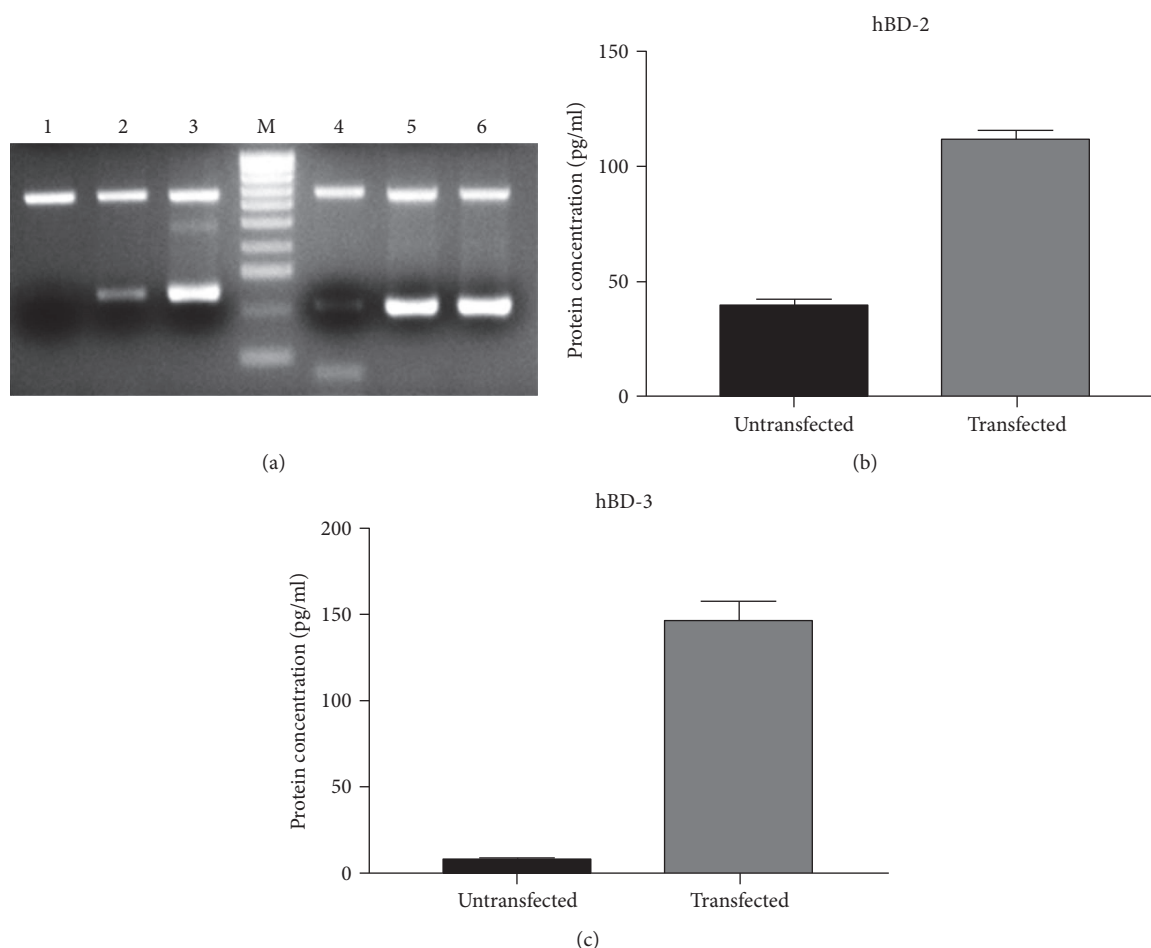 1 2 3 M 4 5 6
(a)
hBD-2
Protein concentration (pg/ml)
150
100
50
0
Untransfected Transfected
(b)
hBD-3
Protein concentration (pg/ml)
200
150
100
50
0
Untransfected Transfected
(c)